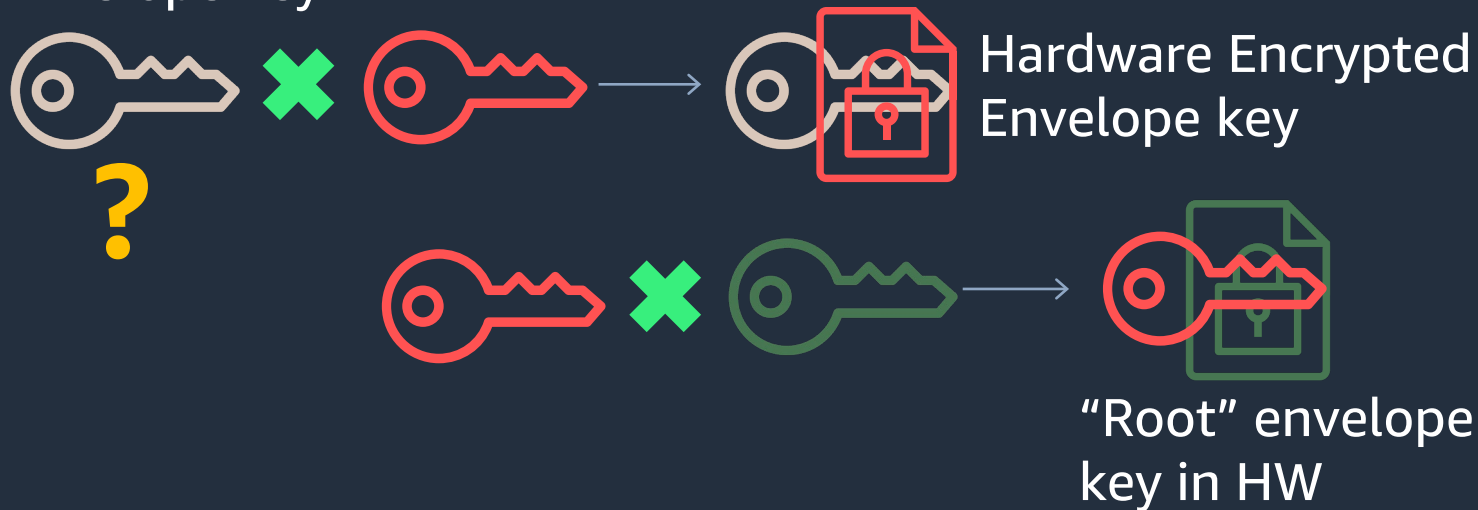 Hardware Encrypted
Envelope key
?
“Root” envelope
key in HW